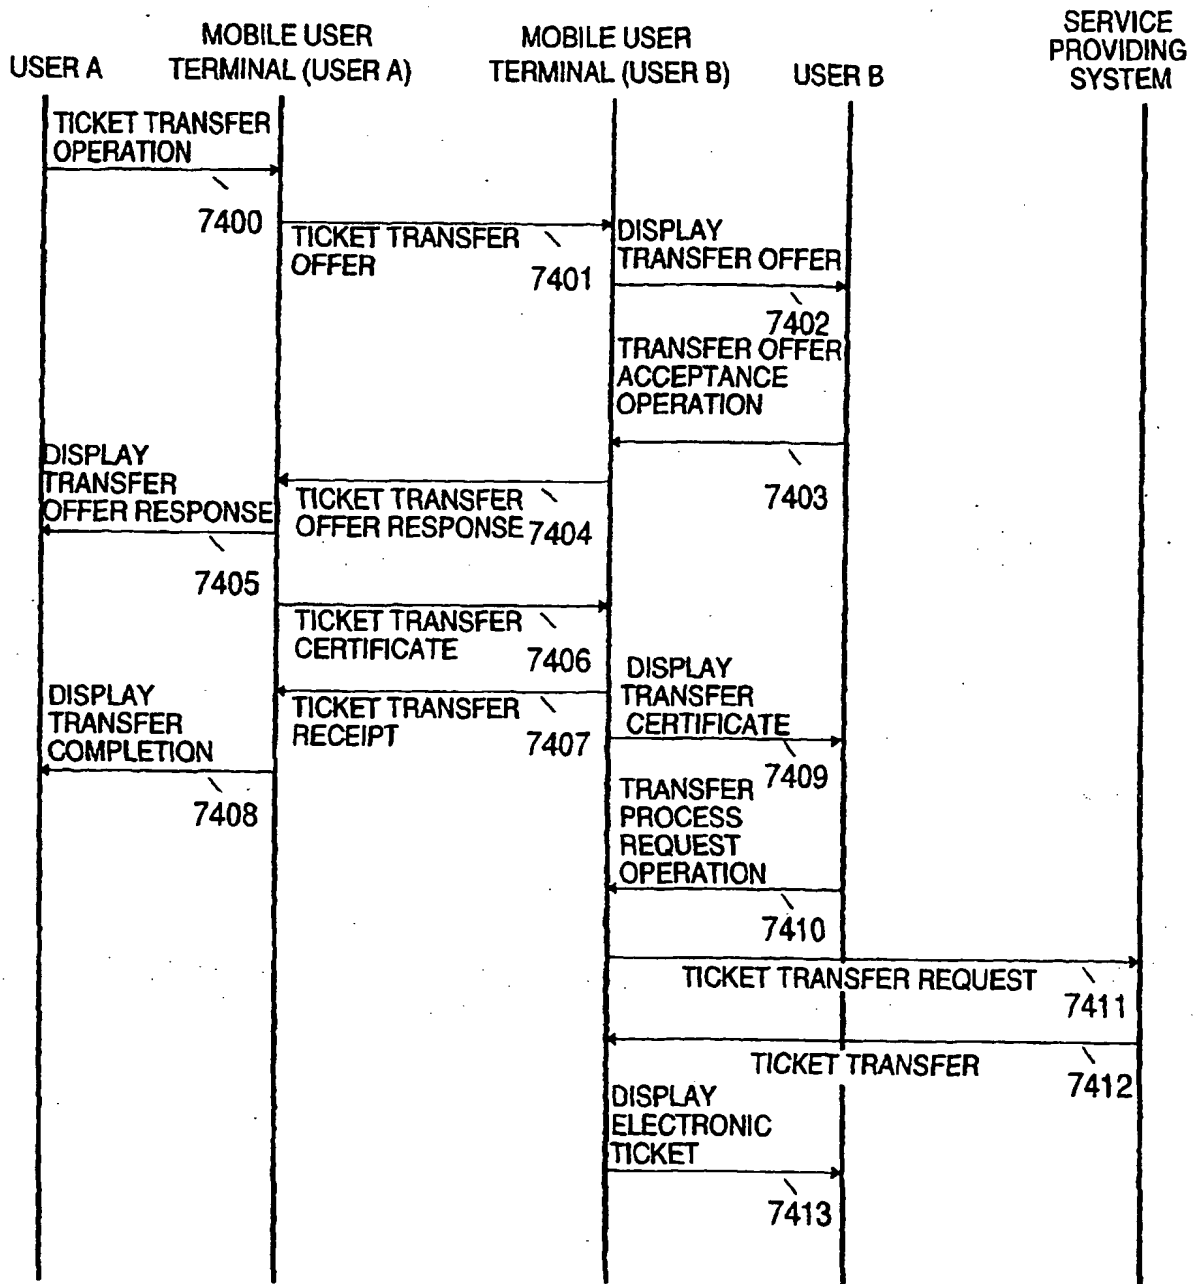 USER A
MOBILE USER
TERMINAL (USER A)
MOBILE USER
TERMINAL (USER B)
USER B
SERVICE
PROVIDING
SYSTEM
TICKET TRANSFER
OPERATION
7400
TICKET TRANSFER
OFFER
7401
DISPLAY
TRANSFER OFFER
7402
TRANSFER OFFER
ACCEPTANCE
OPERATION
7403
TICKET TRANSFER
OFFER RESPONSE
7404
DISPLAY
TRANSFER
OFFER RESPONSE
7405
TICKET TRANSFER
CERTIFICATE
7406
TICKET TRANSFER
RECEIPT
7407
DISPLAY
TRANSFER
COMPLETION
7408
DISPLAY
TRANSFER
CERTIFICATE
7409
TRANSFER
PROCESS
REQUEST
OPERATION
7410
TICKET TRANSFER REQUEST
7411
TICKET TRANSFER
7412
DISPLAY
ELECTRONIC
TICKET
7413